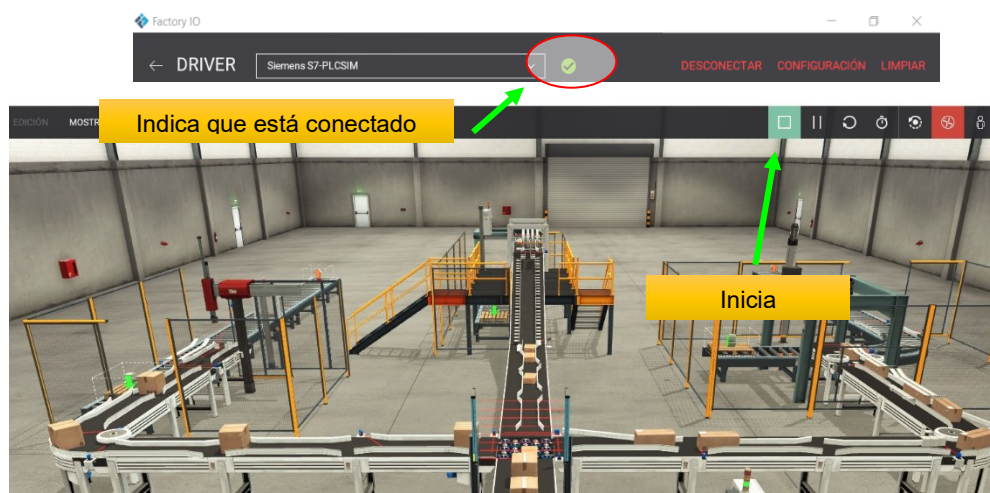 Factory IO
DRIVER
Siemens S7-PLCSIM
DESCONECTAR CONFIGURACIÓN LIMPIAR
Indica que está conectado
EDICIÓN MOSTR
Inicia